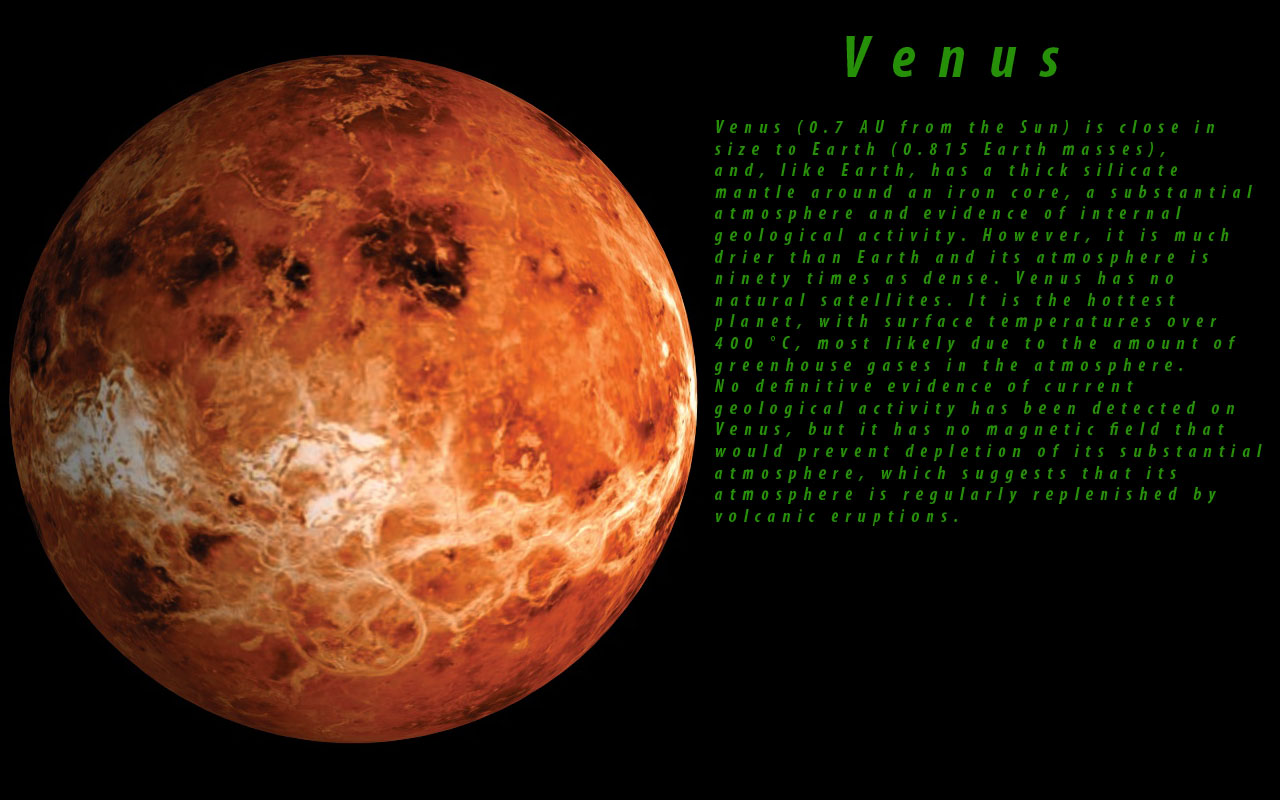 Venus
Venus (0.7 AU from the Sun) is close in
size to Earth (0.815 Earth masses),
and, like Earth, has a thick silicate
mantle around an iron core, a substantial
atmosphere and evidence of internal
geological activity. However, it is much
drier than Earth and its atmosphere is
ninety times as dense. Venus has no
natural satellites. It is the hottest
planet, with surface temperatures over
400 °C, most likely due to the amount of
greenhouse gases in the atmosphere.
No definitive evidence of current
geological activity has been detected on
Venus, but it has no magnetic field that
would prevent depletion of its substantial
atmosphere, which suggests that its
atmosphere is regularly replenished by
volcanic eruptions.